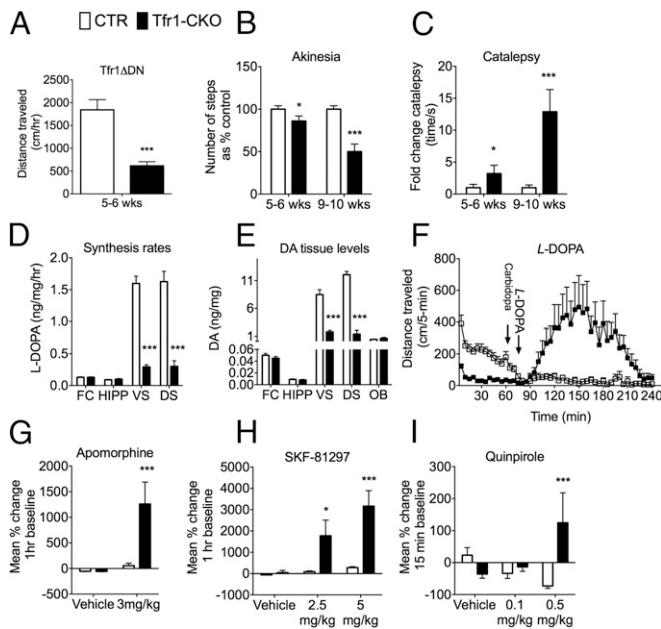 CTR Tfr1-CKO
A
Tfr1ΔDN
Distance traveled
(cm/hr)
2500
2000
1500
1000
500
0
***
5-6 wks
B
Akinesia
Number of steps
as % control
150
100
50
0
*
***
5-6 wks 9-10 wks
C
Catalepsy
Fold change catalepsy
(time/s)
20
15
10
5
0
*
***
5-6 wks 9-10 wks
D
Synthesis rates
L-DOPA (ng/mg/hr)
2.0
1.5
1.0
0.5
0.0
***
***
FC HIPP VS DS
E
DA tissue levels
DA (ng/mg)
11
6
1
0.06
0.04
0.02
0.00
***
***
FC HIPP VS DS OB
F
L-DOPA
Distance traveled
(cm/5-min)
800
600
400
200
0
Carbidopa
L-DOPA
30 60 90 120 150 180 210 240
Time (min)
G
Apomorphine
Mean % change
1hr baseline
2000
1500
1000
500
0
-500
***
Vehicle 3mg/kg
H
SKF-81297
Mean % change
1 hr baseline
5000
4000
3000
2000
1000
0
-1000
*
***
Vehicle 2.5 mg/kg 5 mg/kg
I
Quinpirole
Mean % change
15 min baseline
300
200
100
0
-100
***
Vehicle 0.1 mg/kg 0.5 mg/kg